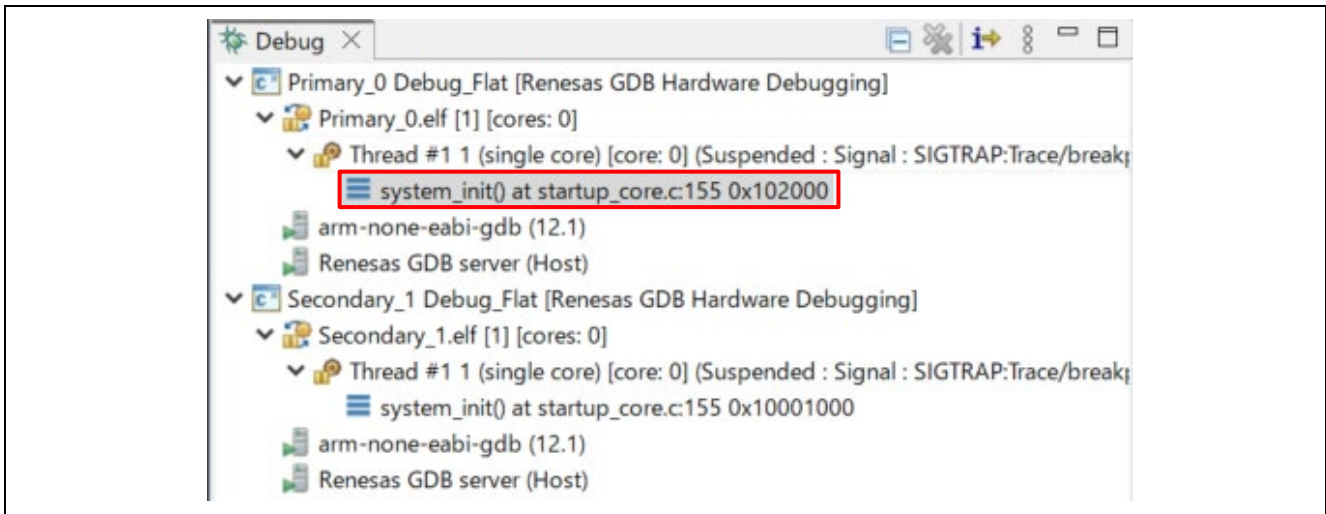 Debug
Primary_0 Debug_Flat [Renesas GDB Hardware Debugging]
Primary_0.elf [1] [cores: 0]
Thread #1 1 (single core) [core: 0] (Suspended : Signal : SIGTRAP:Trace/break
system_init() at startup_core.c:155 0x102000
arm-none-eabi-gdb (12.1)
Renesas GDB server (Host)
Secondary_1 Debug_Flat [Renesas GDB Hardware Debugging]
Secondary_1.elf [1] [cores: 0]
Thread #1 1 (single core) [core: 0] (Suspended : Signal : SIGTRAP:Trace/break
system_init() at startup_core.c:155 0x10001000
arm-none-eabi-gdb (12.1)
Renesas GDB server (Host)